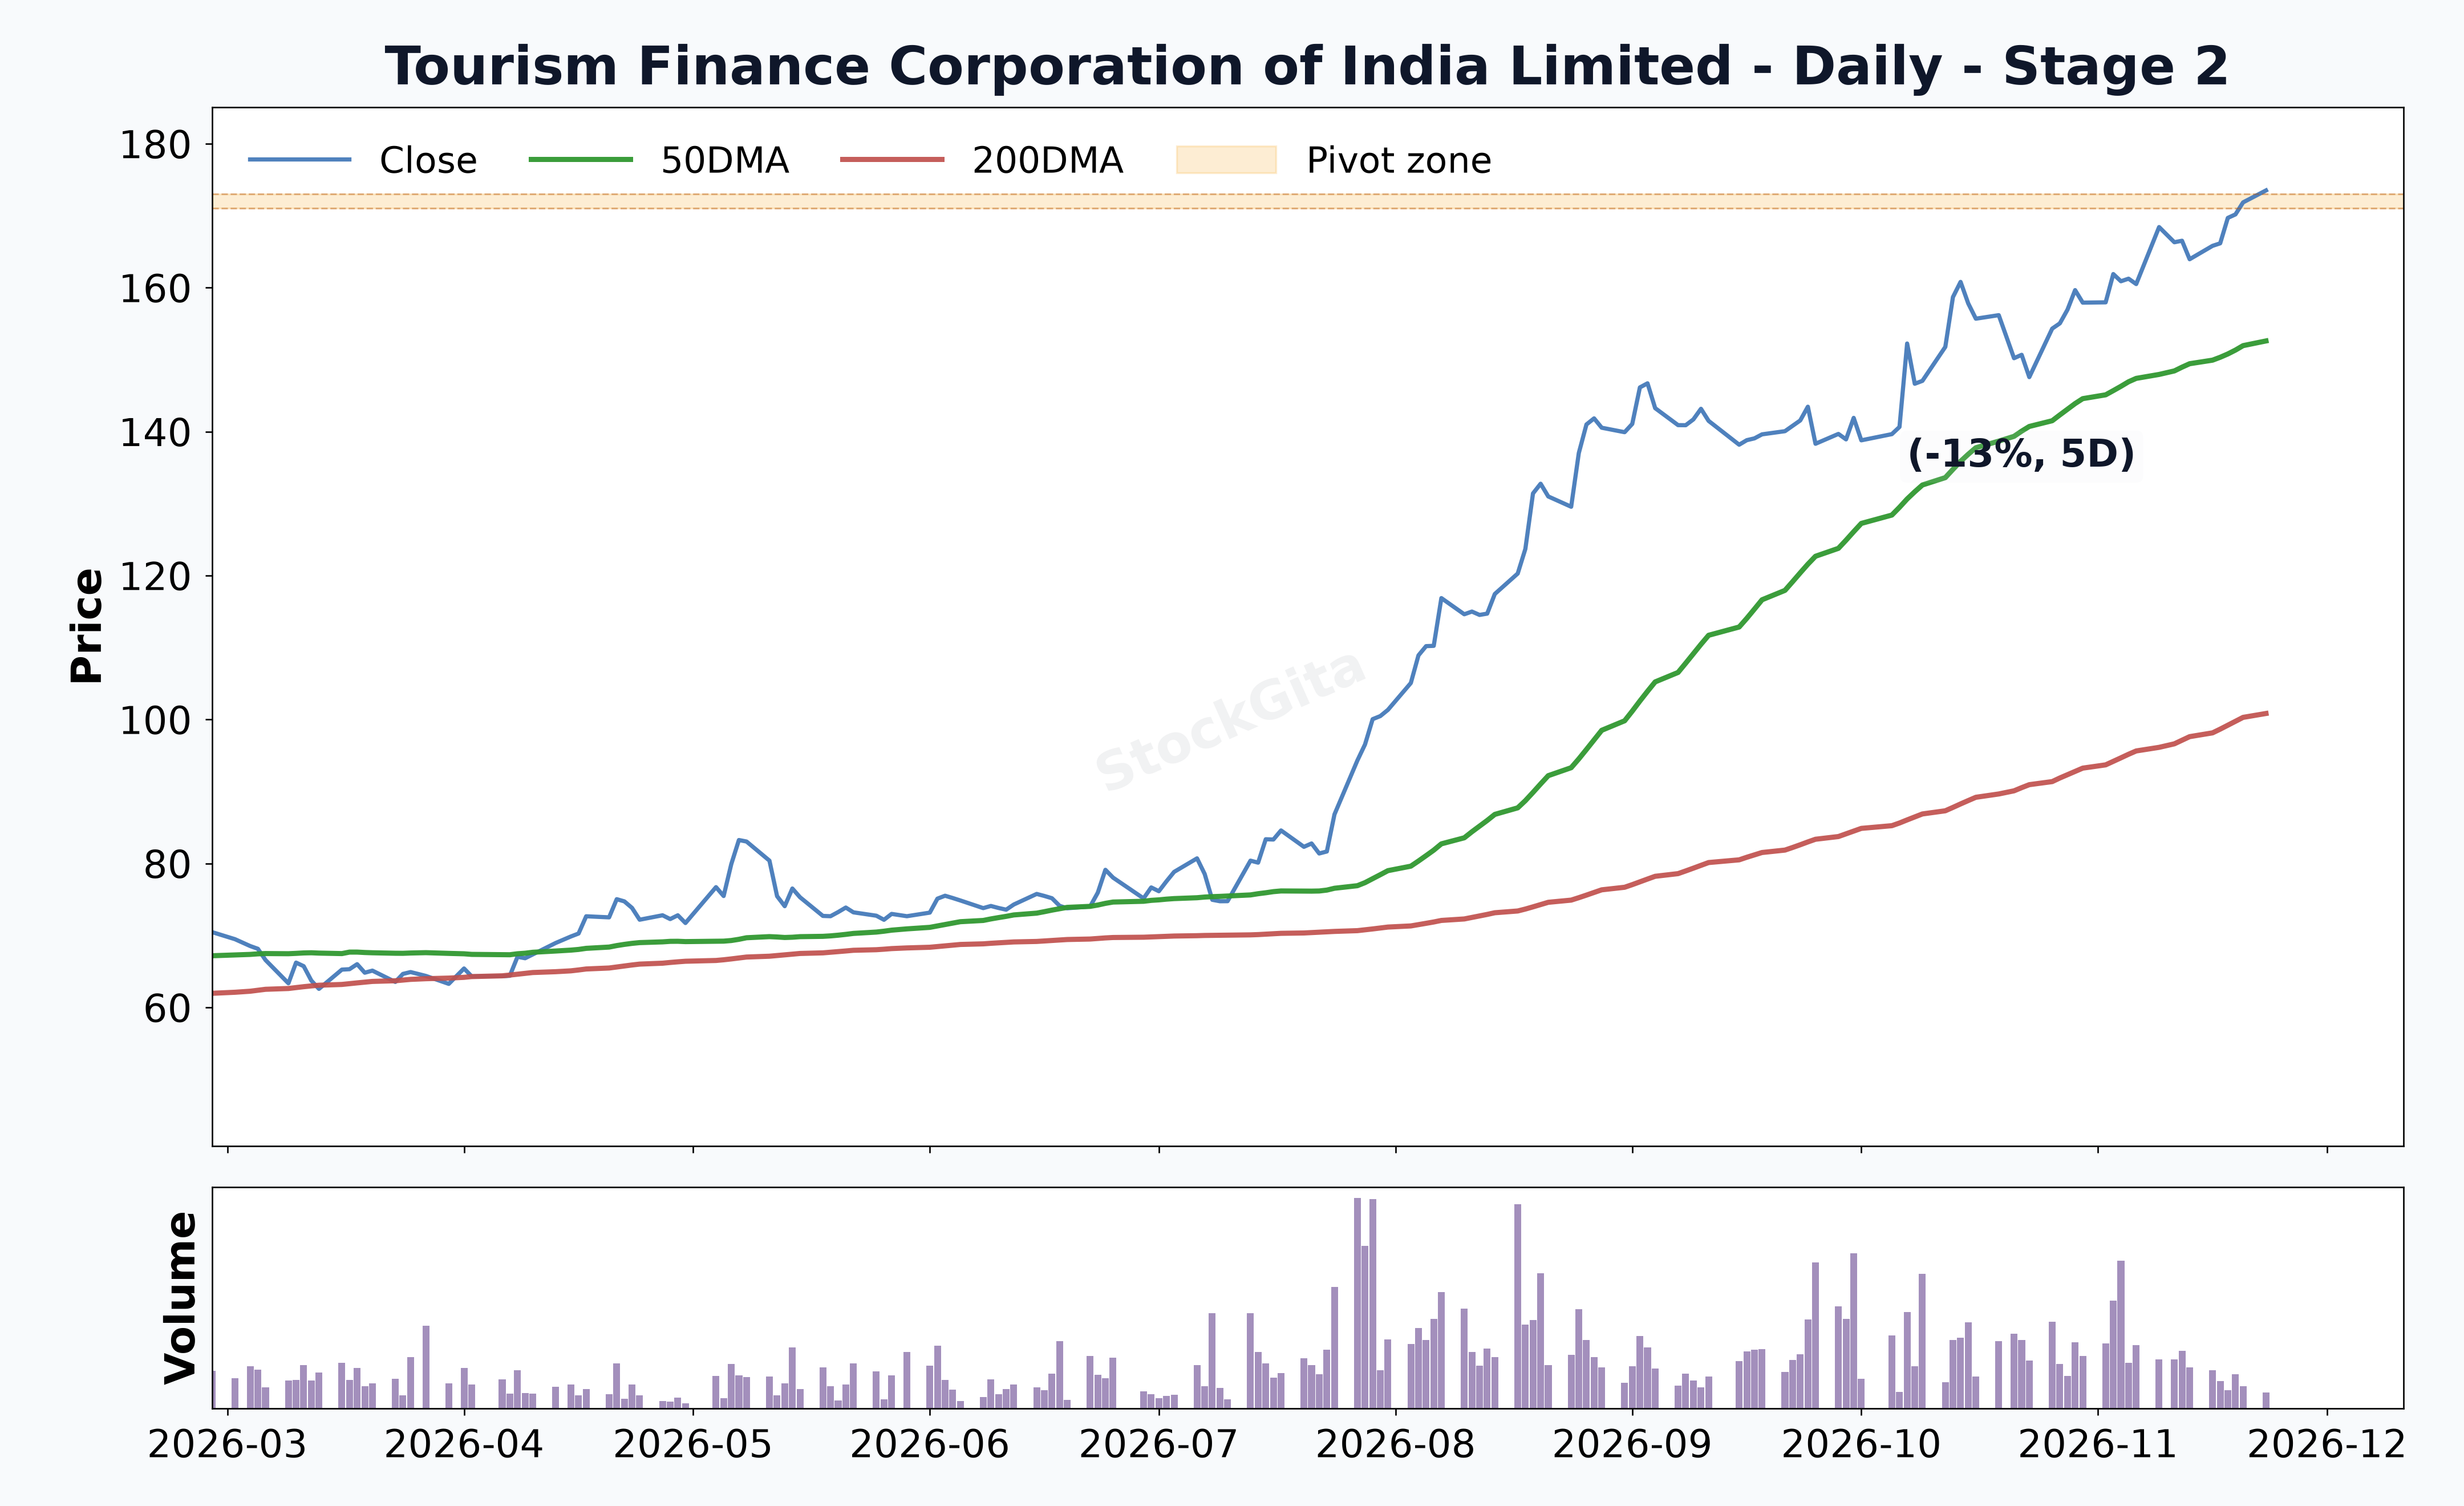 Tourism Finance Corporation of India Limited - Daily - Stage 2
Close 50DMA 200DMA Pivot zone
180
160
140
120
100
80
60
Price
(-13%, 5D)
StockGita
Volume
2026-03 2026-04 2026-05 2026-06 2026-07 2026-08 2026-09 2026-10 2026-11 2026-12